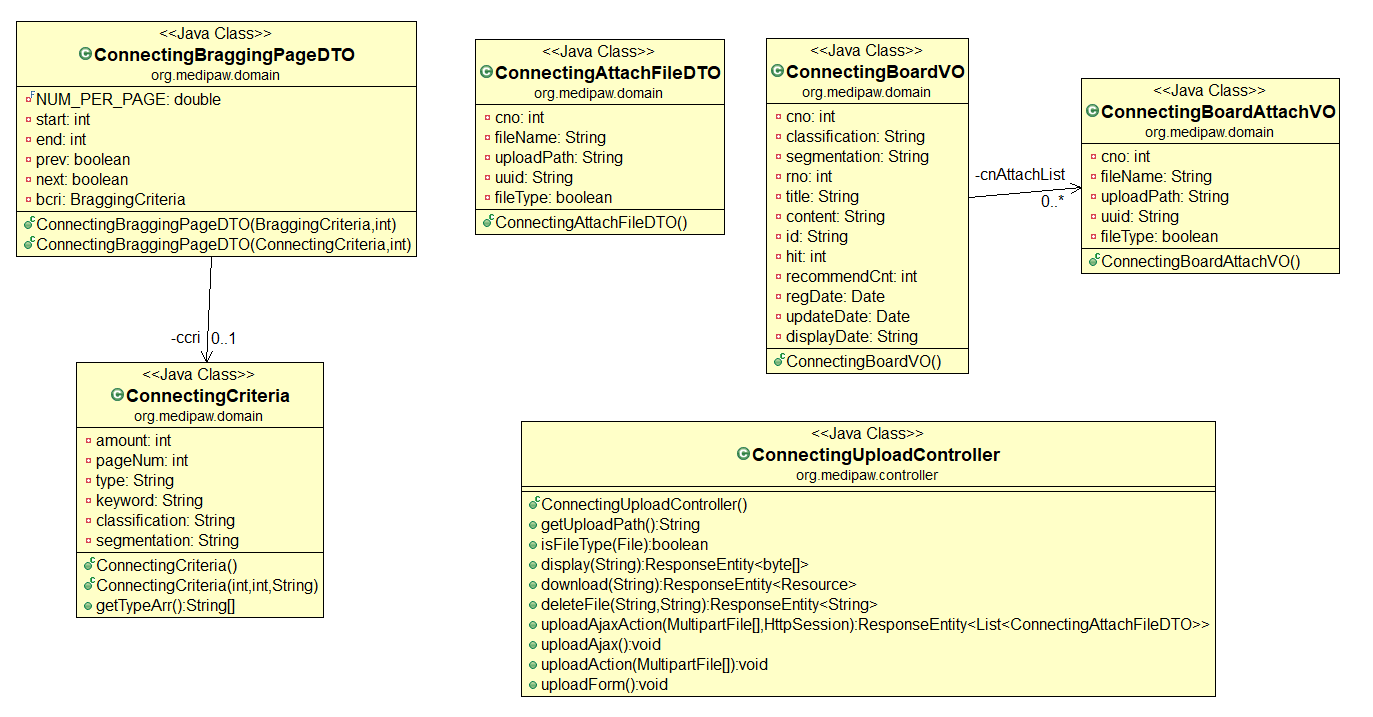 <<Java Class>>
ConnectingBraggingPageDTO
org.medipaw.domain
NUM_PER_PAGE: double
start: int
end: int
prev: boolean
next: boolean
bcri: BraggingCriteria
ConnectingBraggingPageDTO(BraggingCriteria,int)
ConnectingBraggingPageDTO(ConnectingCriteria,int)
-ccri 0..1
<<Java Class>>
ConnectingCriteria
org.medipaw.domain
amount: int
pageNum: int
type: String
keyword: String
classification: String
segmentation: String
ConnectingCriteria()
ConnectingCriteria(int,int,String)
getTypeArr():String[]
<<Java Class>>
ConnectingAttachFileDTO
org.medipaw.domain
cno: int
fileName: String
uploadPath: String
uuid: String
fileType: boolean
ConnectingAttachFileDTO()
<<Java Class>>
ConnectingBoardVO
org.medipaw.domain
cno: int
classification: String
segmentation: String
rno: int
title: String
content: String
id: String
hit: int
recommendCnt: int
regDate: Date
updateDate: Date
displayDate: String
ConnectingBoardVO()
-cnAttachList
0..*
<<Java Class>>
ConnectingBoardAttachVO
org.medipaw.domain
cno: int
fileName: String
uploadPath: String
uuid: String
fileType: boolean
ConnectingBoardAttachVO()
<<Java Class>>
ConnectingUploadController
org.medipaw.controller
ConnectingUploadController()
getUploadPath():String
isFileType(File):boolean
display(String):ResponseEntity<byte[]>
download(String):ResponseEntity<Resource>
deleteFile(String,String):ResponseEntity<String>
uploadAjaxAction(MultipartFile[],HttpSession):ResponseEntity<List<ConnectingAttachFileDTO>>
uploadAjax():void
uploadAction(MultipartFile[]):void
uploadForm():void